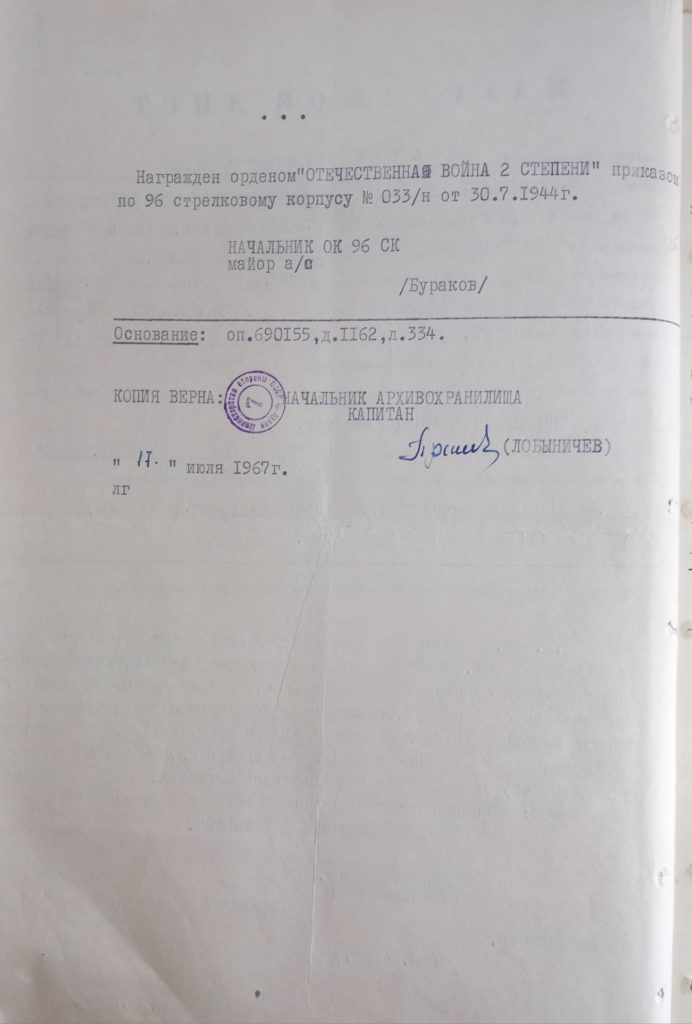 ...
Награжден орденом"ОТЕЧЕСТВЕННАЯ ВОЙНА 2 СТЕПЕНИ" приказом
по 96 стрелковому корпусу № 033/н от 30.7.1944г.
НАЧАЛЬНИК ОК 96 СК
майор а/с
/Бураков/
Основание: оп.690155,д.1162,л.334.
КОПИЯ ВЕРНА: НАЧАЛЬНИК АРХИВОХРАНИЛИЩА
КАПИТАН
(ЛОБЫНИЧЕВ)
" 17. " июля 1967г.
лг
7